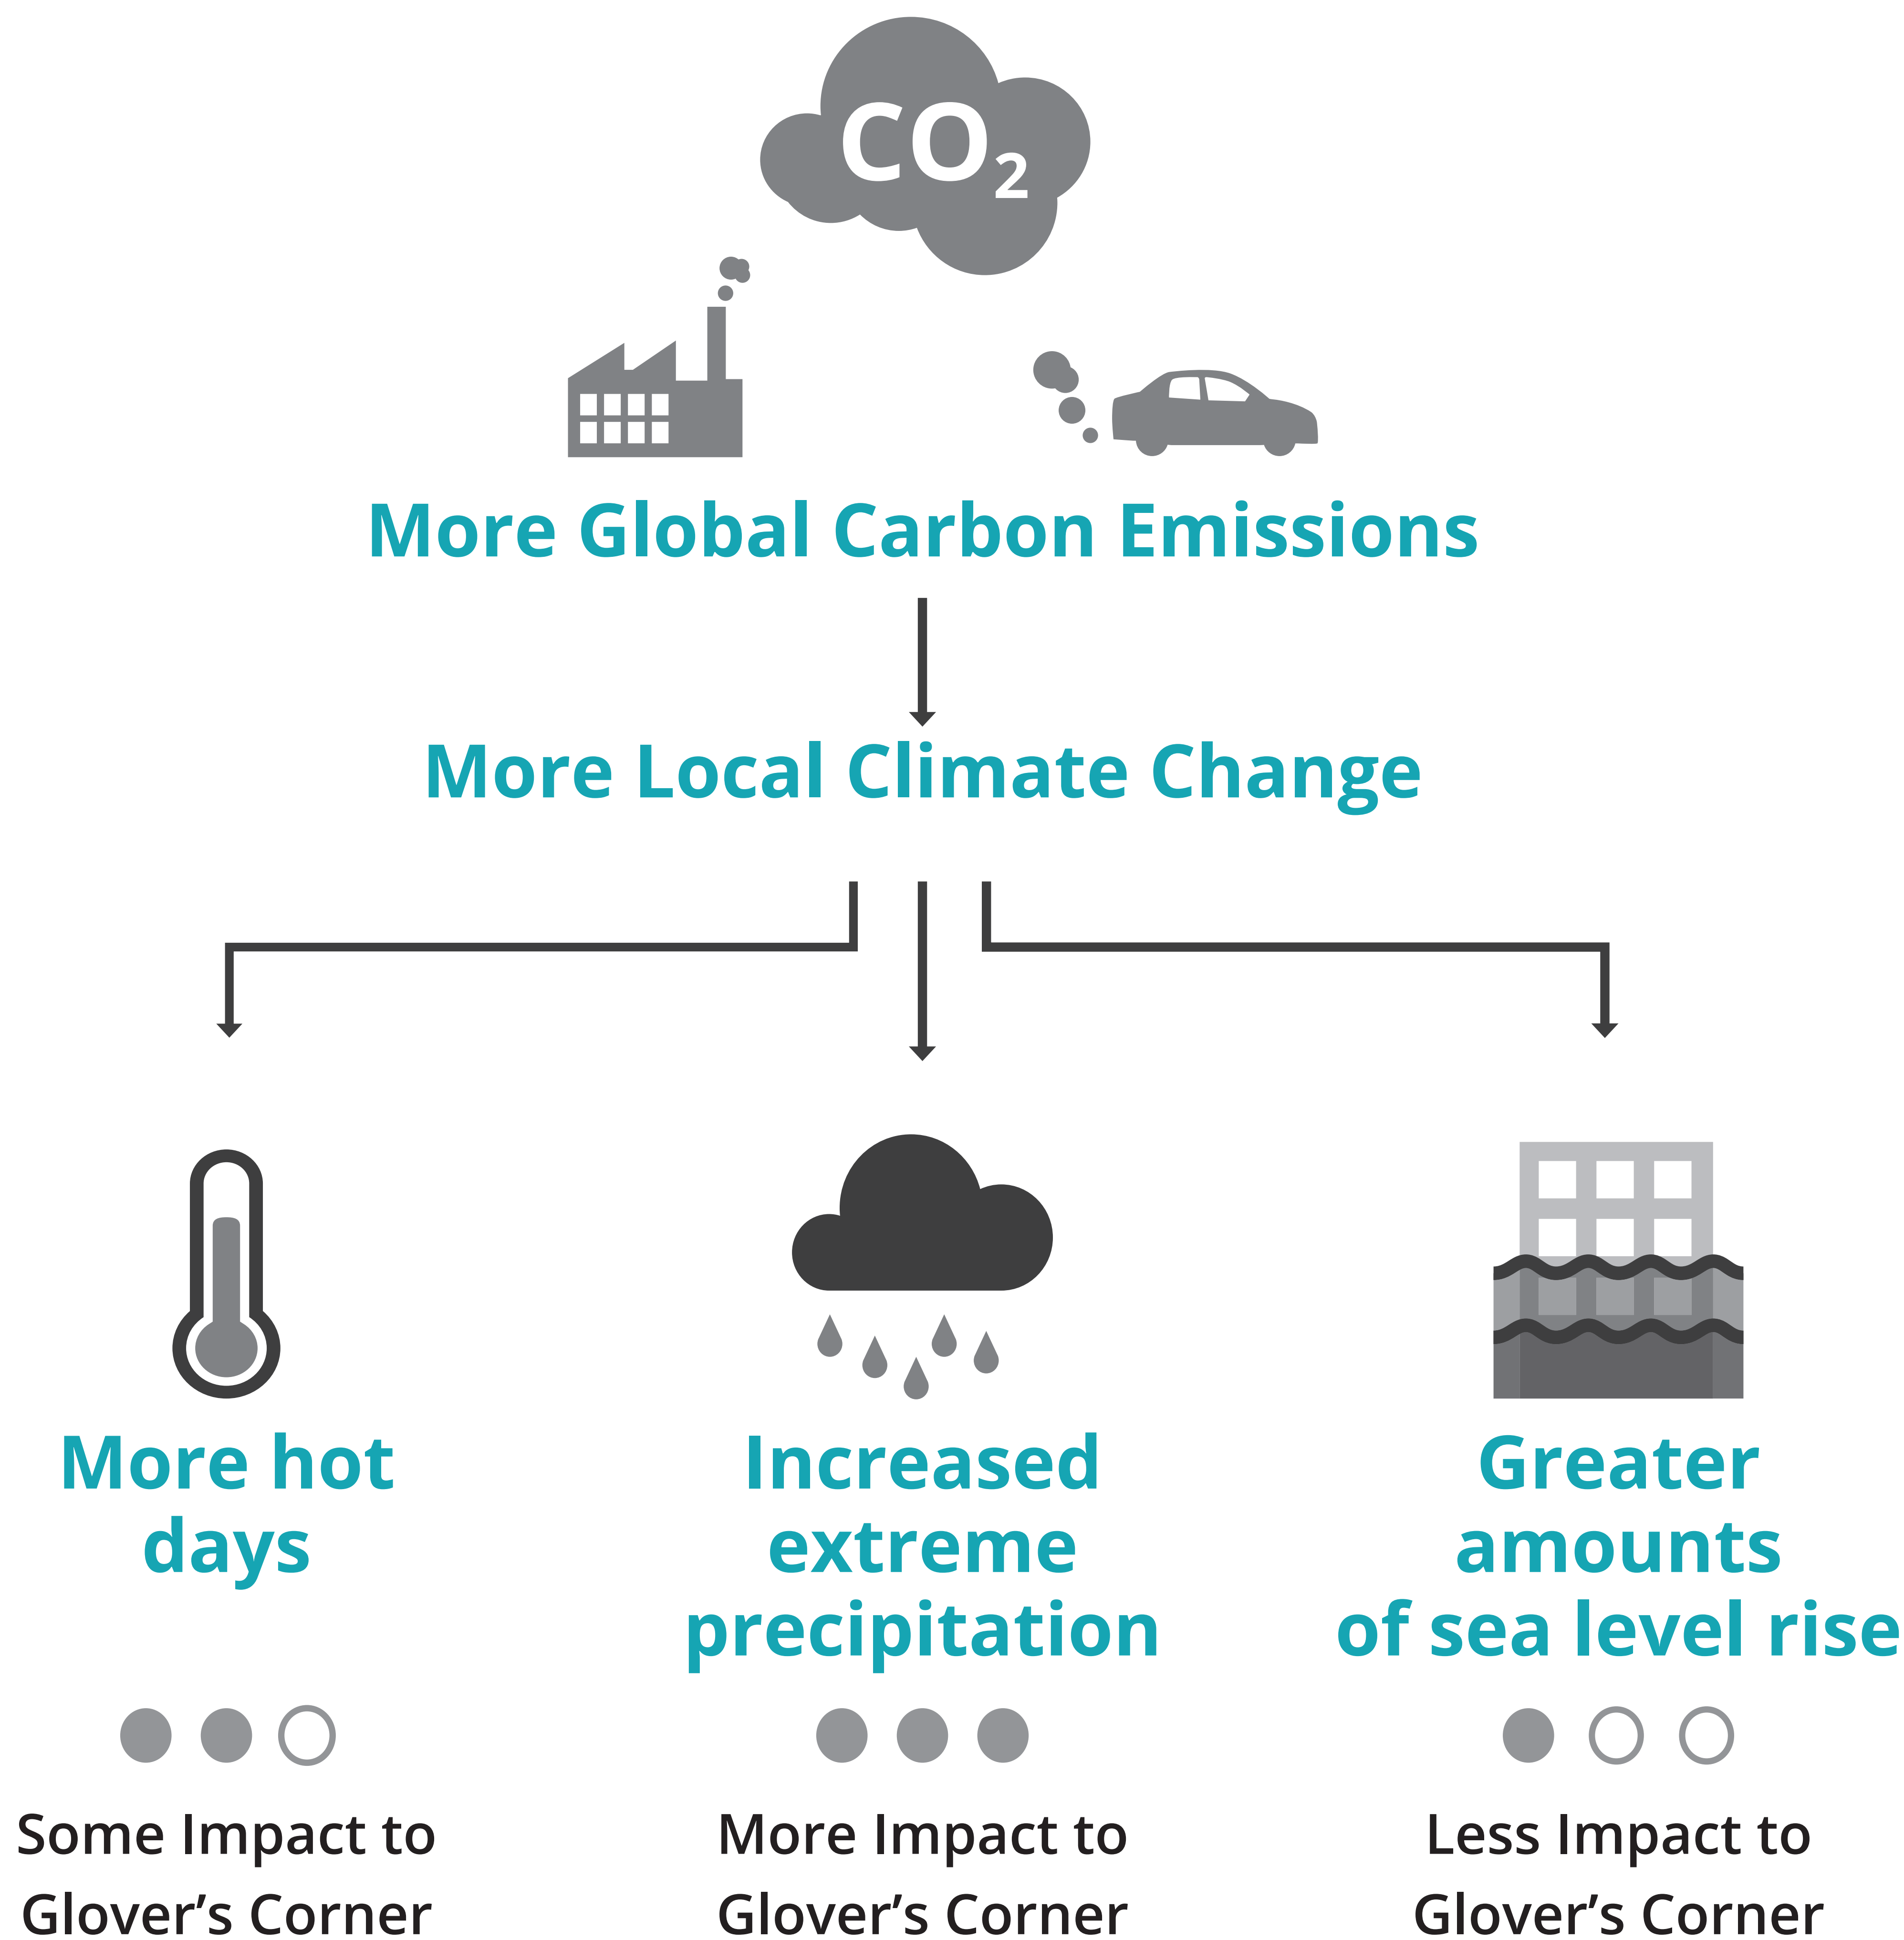 CO₂
More Global Carbon Emissions
More Local Climate Change
More hot
days
Increased
extreme
precipitation
Greater
amounts
of sea level rise
Some Impact to
Glover’s Corner
More Impact to
Glover’s Corner
Less Impact to
Glover’s Corner